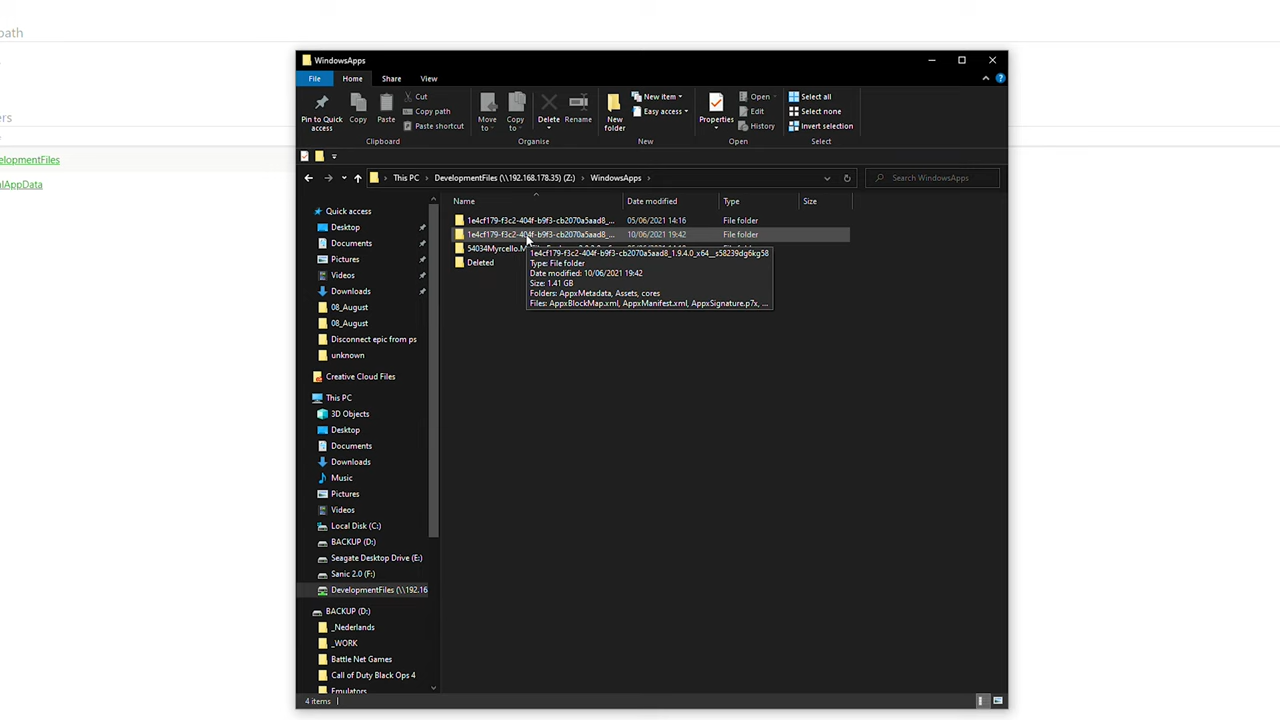 path
ers
velopmentFiles
alAppData
WindowsApps
File
Home
Share
View
Pin to Quick access
Copy
Paste
Cut
Copy path
Paste shortcut
Clipboard
Move to
Copy to
Delete
Rename
Organise
New folder
New item
Easy access
New
Properties
Open
Edit
History
Open
Select all
Select none
Invert selection
Select
This PC > DevelopmentFiles (\\192.168.178.35) (Z:) > WindowsApps >
Search WindowsApps
Name
Date modified
Type
Size
1e4cf179-f3c2-404f-b9f3-cb2070a5aad8_... 05/06/2021 14:16 File folder
1e4cf179-f3c2-404f-b9f3-cb2070a5aad8_... 10/06/2021 19:42 File folder
Deleted
1e4cf179-f3c2-404f-b9f3-cb2070a5aad8_1.9.4.0_x64__s58239dg6kg58
Type: File folder
Date modified: 10/06/2021 19:42
Size: 1.41 GB
Folders: AppxMetadata, Assets, cores
Files: AppxBlockMap.xml, AppxManifest.xml, AppxSignature.p7x, ...
Quick access
Desktop
Documents
Pictures
Videos
Downloads
08_August
08_August
Disconnect epic from ps
unknown
Creative Cloud Files
This PC
3D Objects
Desktop
Documents
Downloads
Music
Pictures
Videos
Local Disk (C:)
BACKUP (D:)
Seagate Desktop Drive (E:)
Sanic 2.0 (F:)
DevelopmentFiles (\\192.16
BACKUP (D:)
_Nederlands
_WORK
Battle Net Games
Call of Duty Black Ops 4
Emulators
4 items